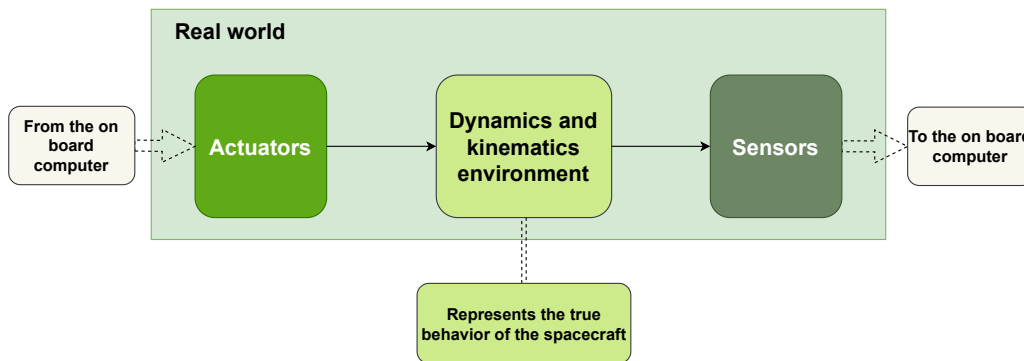 Real world
From the on
board
computer
Actuators
Dynamics and
kinematics
environment
Sensors
To the on board
computer
Represents the true
behavior of the spacecraft